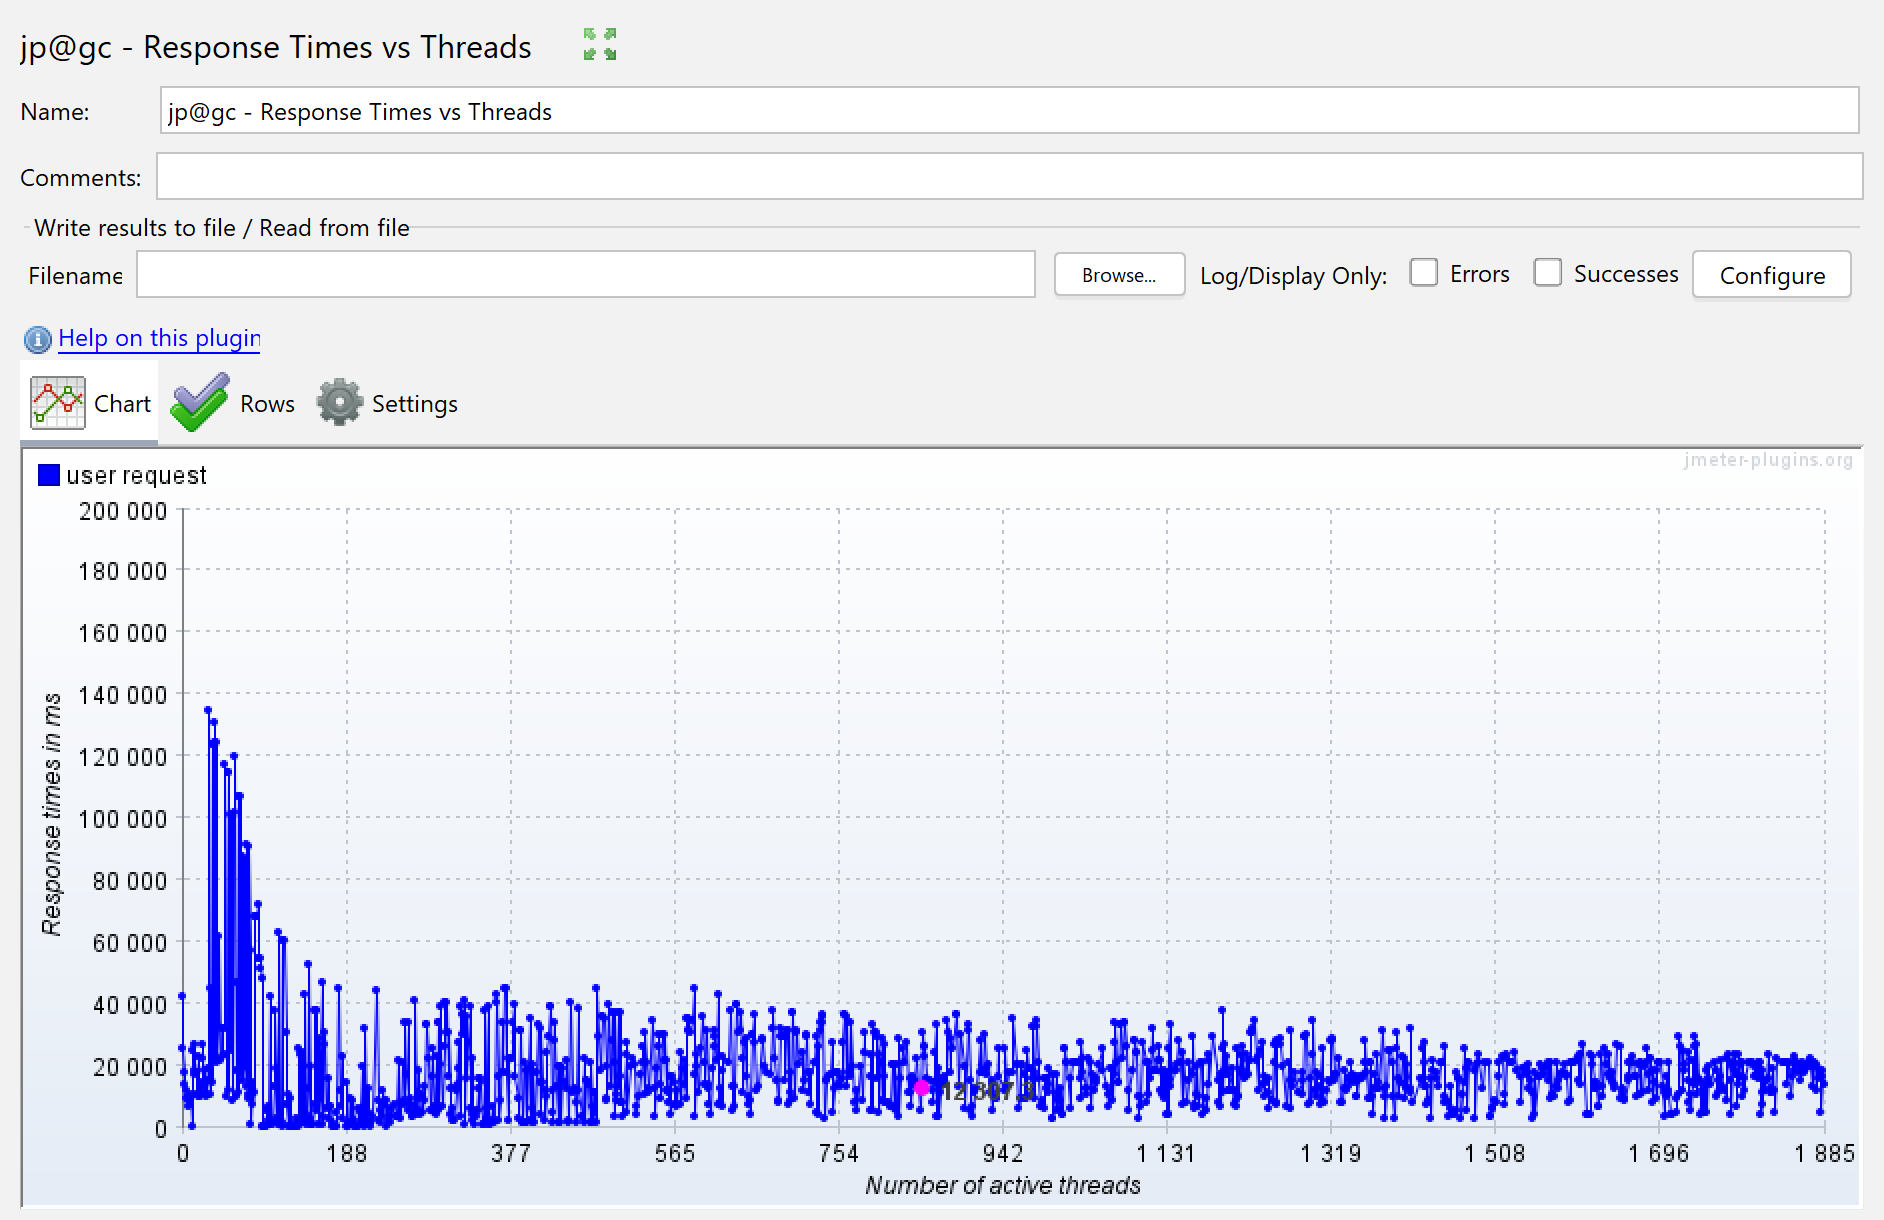 jp@gc - Response Times vs Threads
Name: jp@gc - Response Times vs Threads
Comments:
Write results to file / Read from file
Filename Browse... Log/Display Only: Errors Successes Configure
Help on this plugin
Chart Rows Settings
user request
jmeter-plugins.org
200 000
180 000
160 000
140 000
120 000
100 000
80 000
60 000
40 000
20 000
0
Response times in ms
0 188 377 565 754 942 1 131 1 319 1 508 1 696 1 885
Number of active threads